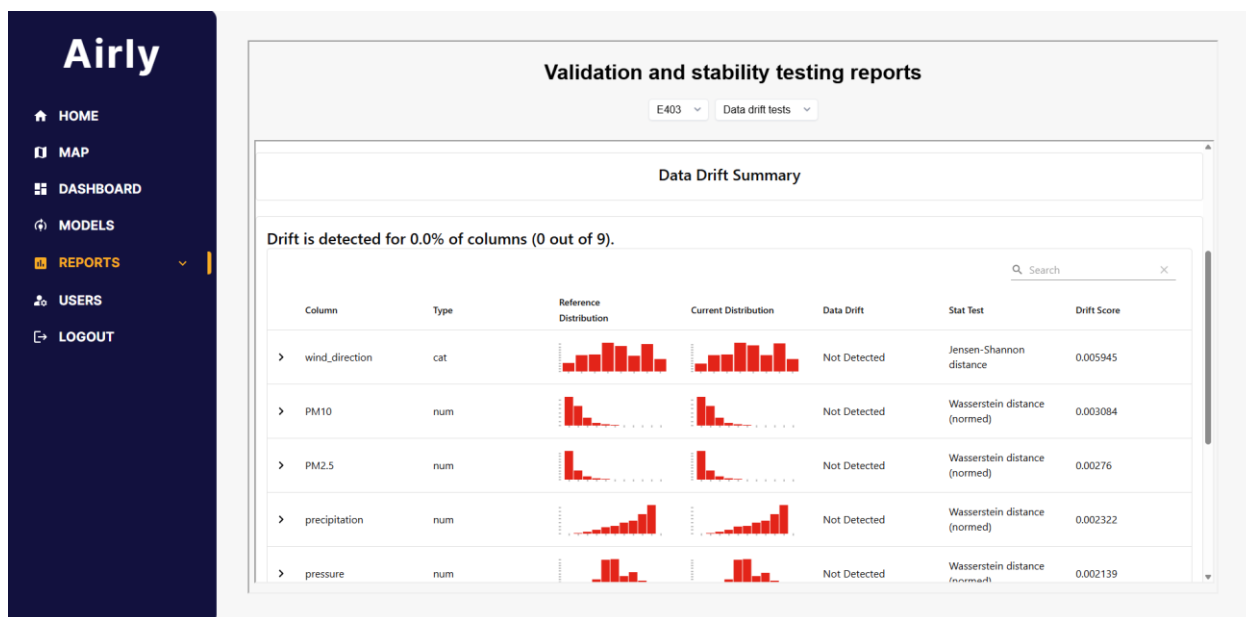 Airly
HOME
MAP
DASHBOARD
MODELS
REPORTS
USERS
LOGOUT
Validation and stability testing reports
E403 Data drift tests
Data Drift Summary
Drift is detected for 0.0% of columns (0 out of 9).
Search
Column Type Reference Distribution Current Distribution Data Drift Stat Test Drift Score
wind_direction cat Not Detected Jensen-Shannon distance 0.005945
PM10 num Not Detected Wasserstein distance (normed) 0.003084
PM2.5 num Not Detected Wasserstein distance (normed) 0.00276
precipitation num Not Detected Wasserstein distance (normed) 0.002322
pressure num Not Detected Wasserstein distance (normed) 0.002139